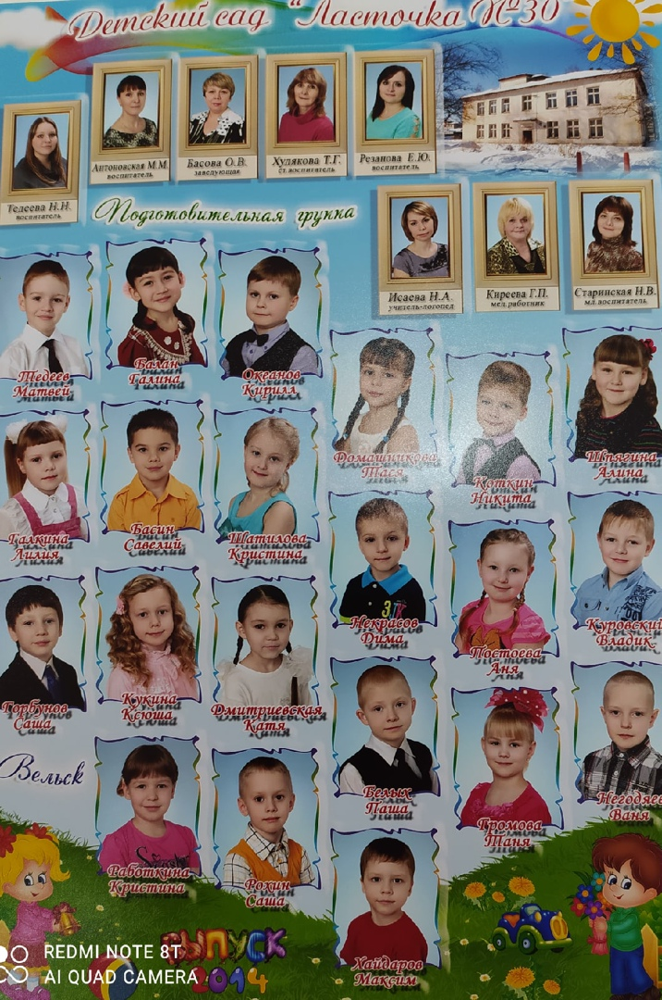 Детский сад "Ласточка №30"
Тедеева Н.Н.
воспитатель
Антоновская М.М.
воспитатель
Басова О.В.
заведующая
Худякова Т.Г.
ст.воспитатель
Резанова Е.Ю.
воспитатель
Подготовительная группа
Исаева Н.А.
учитель-логопед
Киреева Г.П.
мед.работник
Старинская Н.В.
мл.воспитатель
Тедеев
Матвей
Балан
Галина
Океанов
Кирилл
Домашникова
Тася
Коткин
Никита
Шпягина
Алина
Галкина
Лилия
Басин
Савелий
Шатилова
Кристина
Некрасов
Дима
Постоева
Аня
Куровский
Владик
Горбунов
Саша
Кукина
Ксюша
Дмитриевская
Катя
Белых
Паша
Громова
Таня
Негодяев
Ваня
Вельск
Работкина
Кристина
Рохин
Саша
Хайдаров
Максим
ВЫПУСК
2014
REDMI NOTE 8T
AI QUAD CAMERA